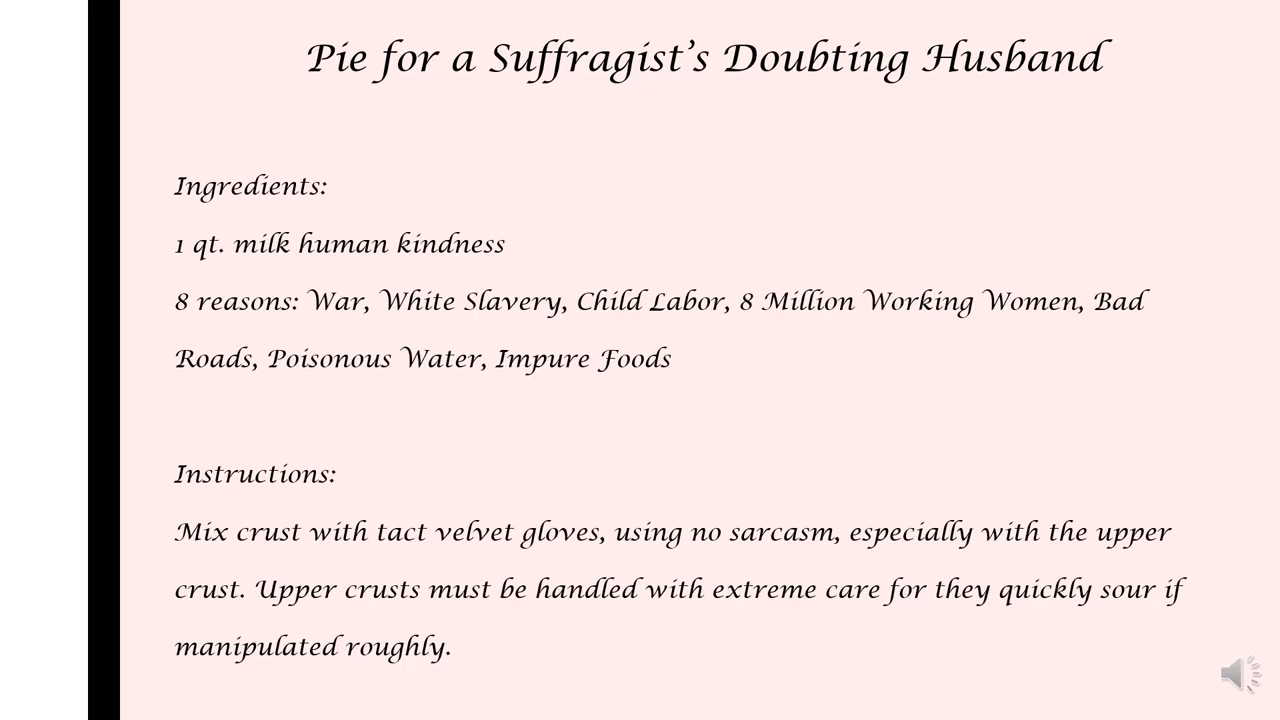 Pie for a Suffragist’s Doubting Husband
Ingredients:
1 qt. milk human kindness
8 reasons: War, White Slavery, Child Labor, 8 Million Working Women, Bad
Roads, Poisonous Water, Impure Foods
Instructions:
Mix crust with tact velvet gloves, using no sarcasm, especially with the upper
crust. Upper crusts must be handled with extreme care for they quickly sour if
manipulated roughly.